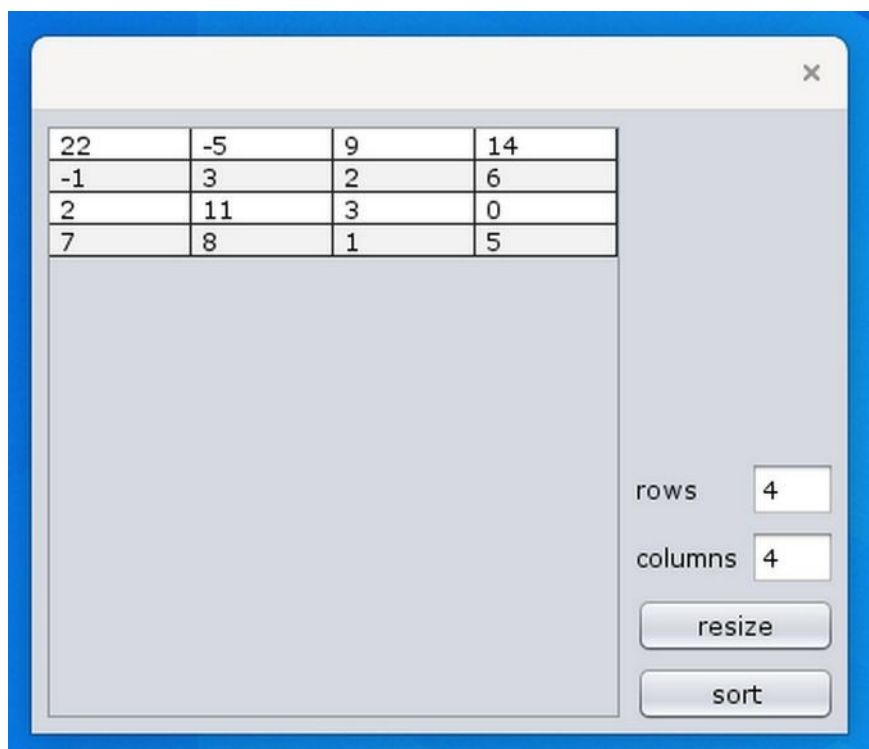 22 -5 9 14
-1 3 2 6
2 11 3 0
7 8 1 5
rows 4
columns 4
resize
sort